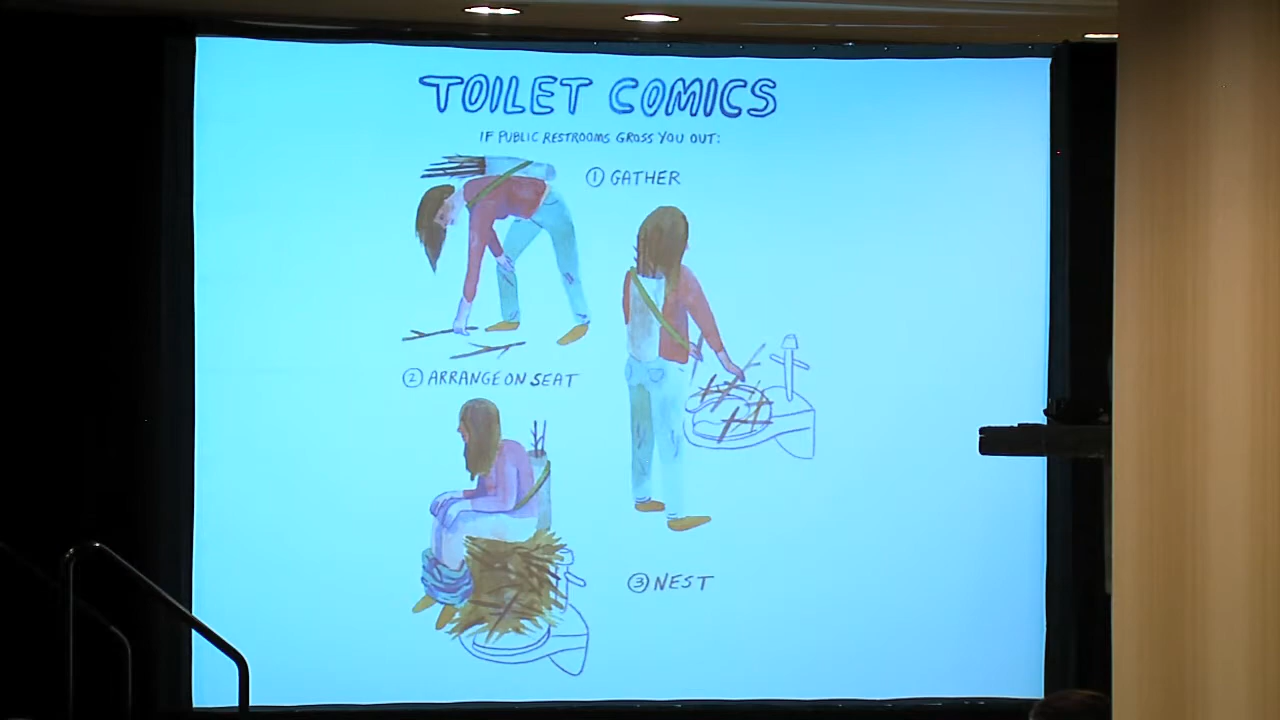 TOILET COMICS
IF PUBLIC RESTROOMS GROSS YOU OUT:
① GATHER
② ARRANGE ON SEAT
③ NEST